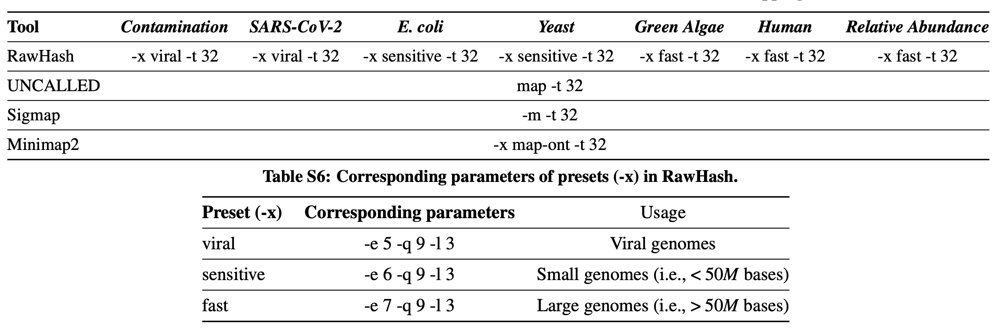 Tool Contamination SARS-CoV-2 E. coli Yeast Green Algae Human Relative Abundance
RawHash -x viral -t 32 -x viral -t 32 -x sensitive -t 32 -x sensitive -t 32 -x fast -t 32 -x fast -t 32 -x fast -t 32
UNCALLED map -t 32
Sigmap -m -t 32
Minimap2 -x map-ont -t 32
Table S6: Corresponding parameters of presets (-x) in RawHash.
Preset (-x) Corresponding parameters Usage
viral -e 5 -q 9 -l 3 Viral genomes
sensitive -e 6 -q 9 -l 3 Small genomes (i.e., < 50M bases)
fast -e 7 -q 9 -l 3 Large genomes (i.e., > 50M bases)